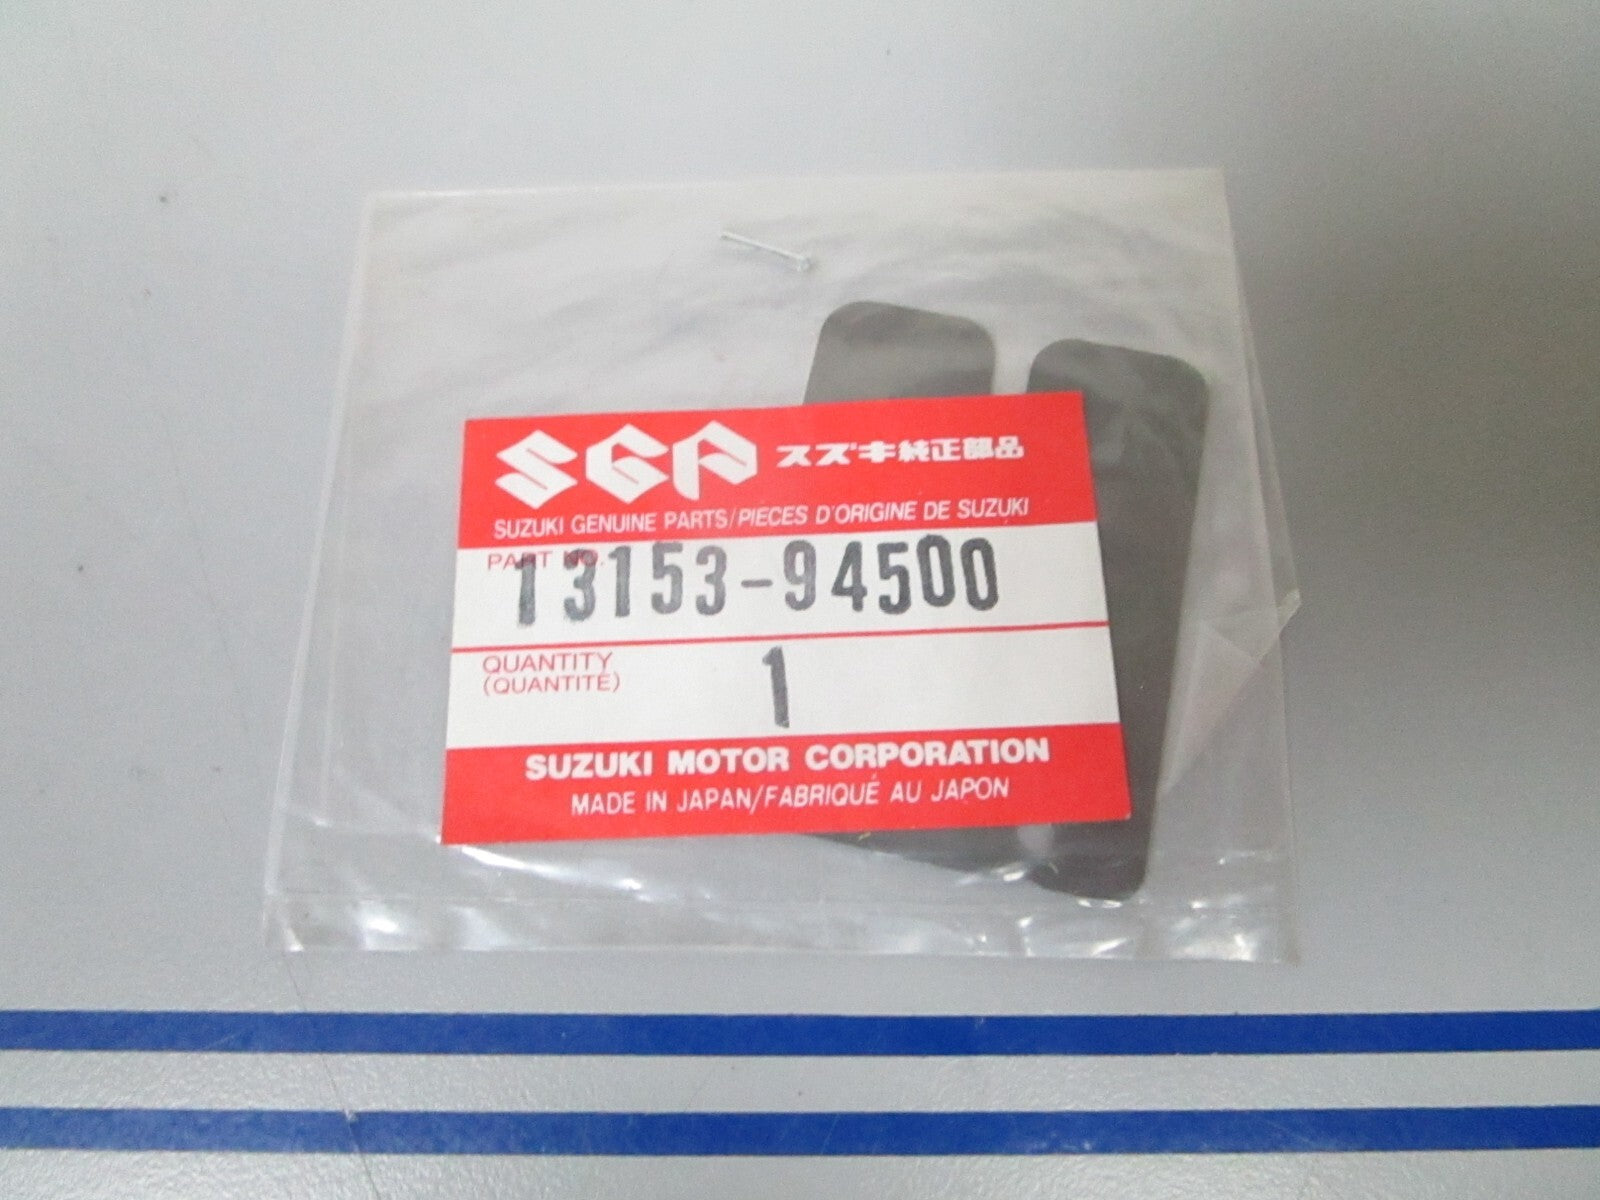 SGP スズキ純正部品
SUZUKI GENUINE PARTS/PIÈCES D'ORIGINE DE SUZUKI
PART NO. 13153-94500
QUANTITY 1
(QUANTITÉ)
SUZUKI MOTOR CORPORATION
MADE IN JAPAN/FABRIQUÉ AU JAPON